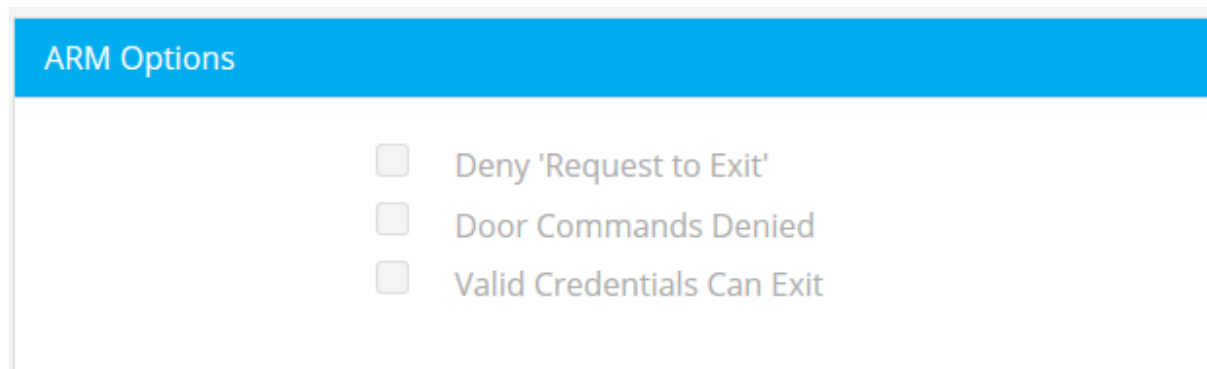 ARM Options
Deny 'Request to Exit'
Door Commands Denied
Valid Credentials Can Exit